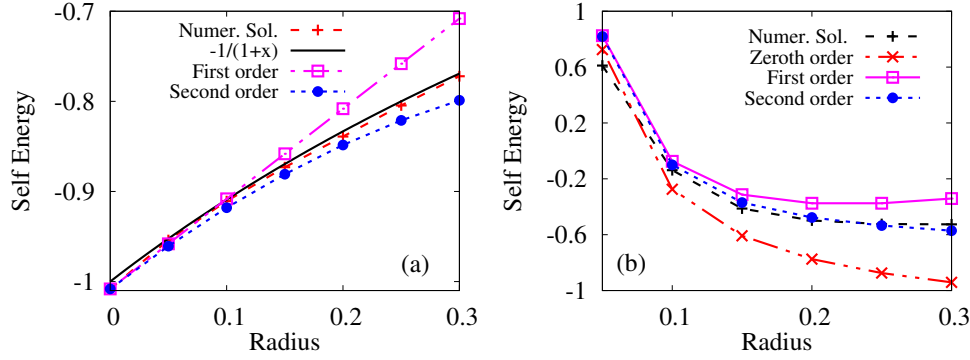 -0.7
Numer. Sol.
-1/(1+x)
First order
Second order
-0.8
-0.9
-1
Self Energy
(a)
0
0.1
0.2
0.3
Radius
1
Numer. Sol.
Zeroth order
First order
Second order
0.6
0.2
-0.2
-0.6
-1
Self Energy
(b)
0.1
0.2
0.3
Radius